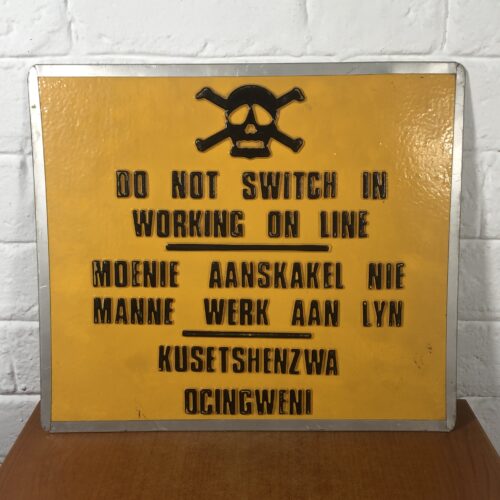 DO NOT SWITCH IN
WORKING ON LINE
MOENIE AANSKAKEL NIE
MANNE WERK AAN LYN
KUSETSHENZWA
OCINGWENI